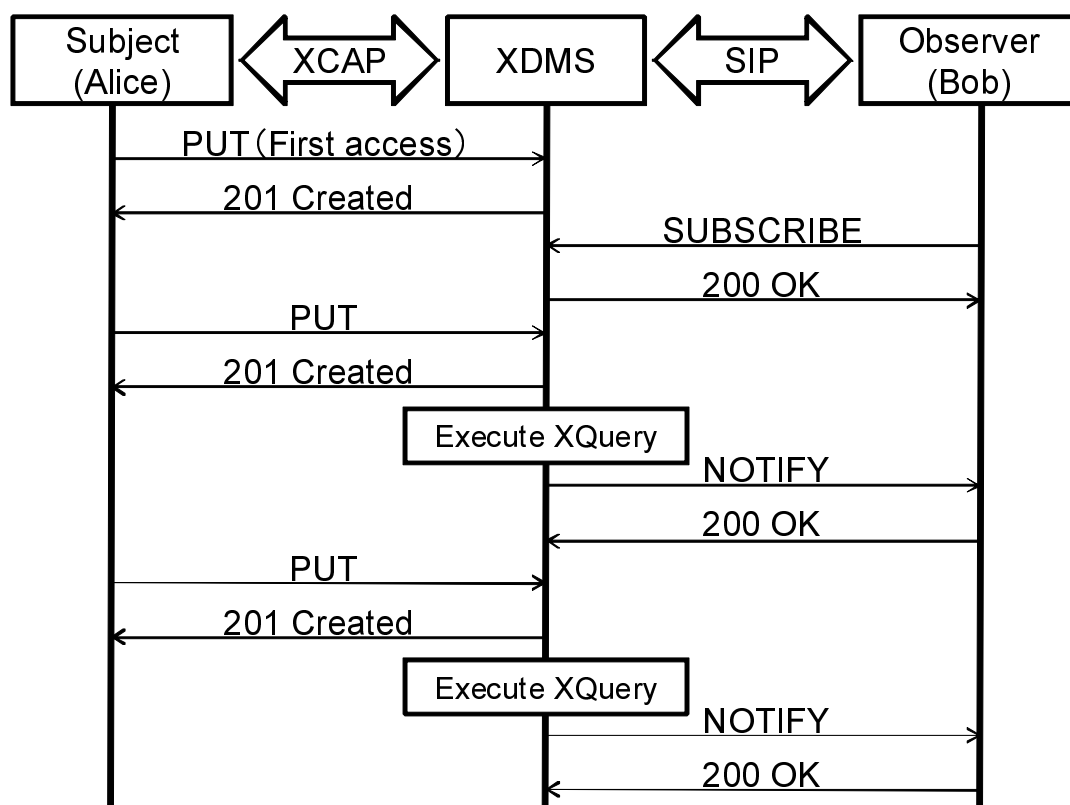 Subject
(Alice)
XCAP
XDMS
SIP
Observer
(Bob)
PUT (First access)
201 Created
SUBSCRIBE
200 OK
PUT
201 Created
Execute XQuery
NOTIFY
200 OK
PUT
201 Created
Execute XQuery
NOTIFY
200 OK